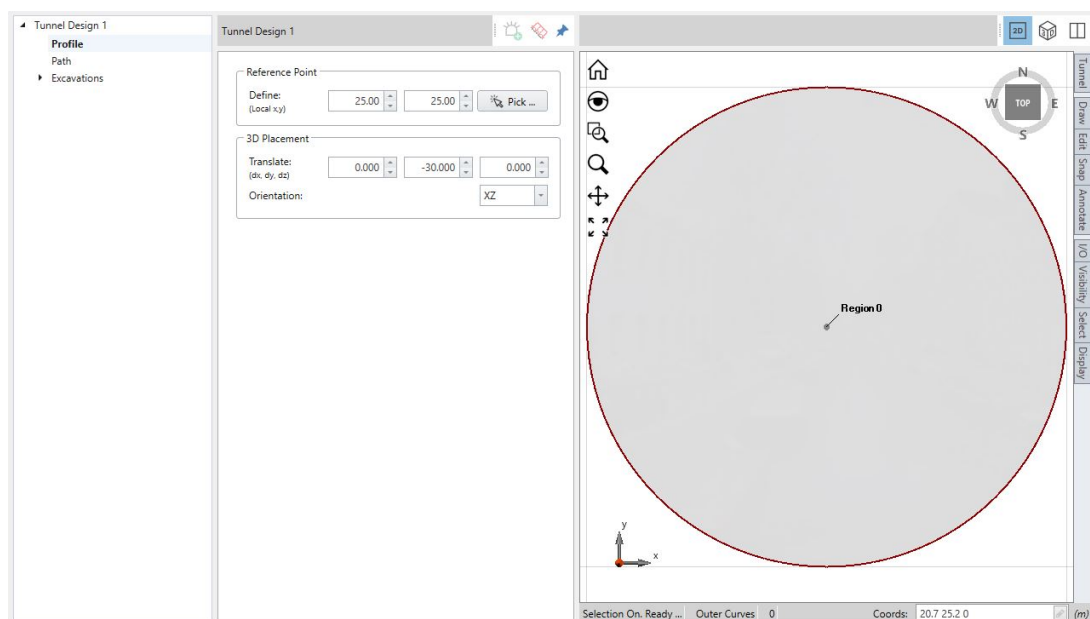 Tunnel Design 1
Profile
Path
Excavations
Tunnel Design 1
Reference Point
Define:
(Local x,y)
25.00
25.00
Pick ...
3D Placement
Translate:
(dx, dy, dz)
0.000
-30.000
0.000
Orientation:
XZ
2D
3D
N
W
TOP
E
S
Region 0
y
x
Tunnel
Draw
Edit
Snap
Annotate
I/O
Visibility
Select
Display
Selection On. Ready ...
Outer Curves 0
Coords: 20.7 25.2 0
(m)